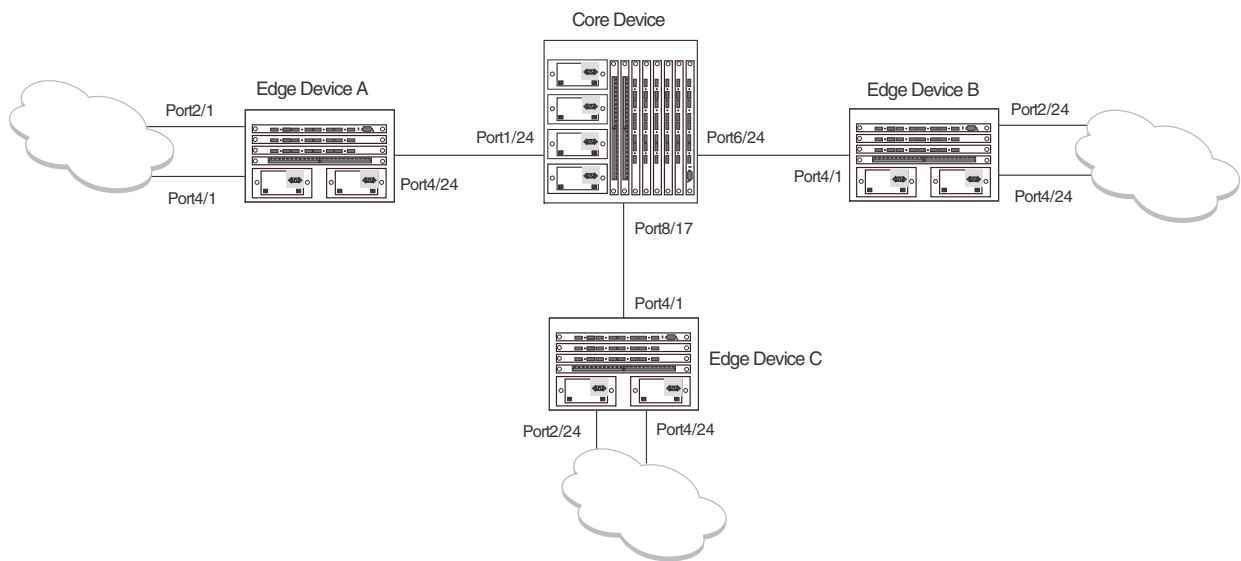 Core Device
Edge Device A
Edge Device B
Port2/1
Port2/24
Port1/24
Port6/24
Port4/1
Port4/24
Port4/1
Port4/24
Port8/17
Port4/1
Edge Device C
Port2/24
Port4/24